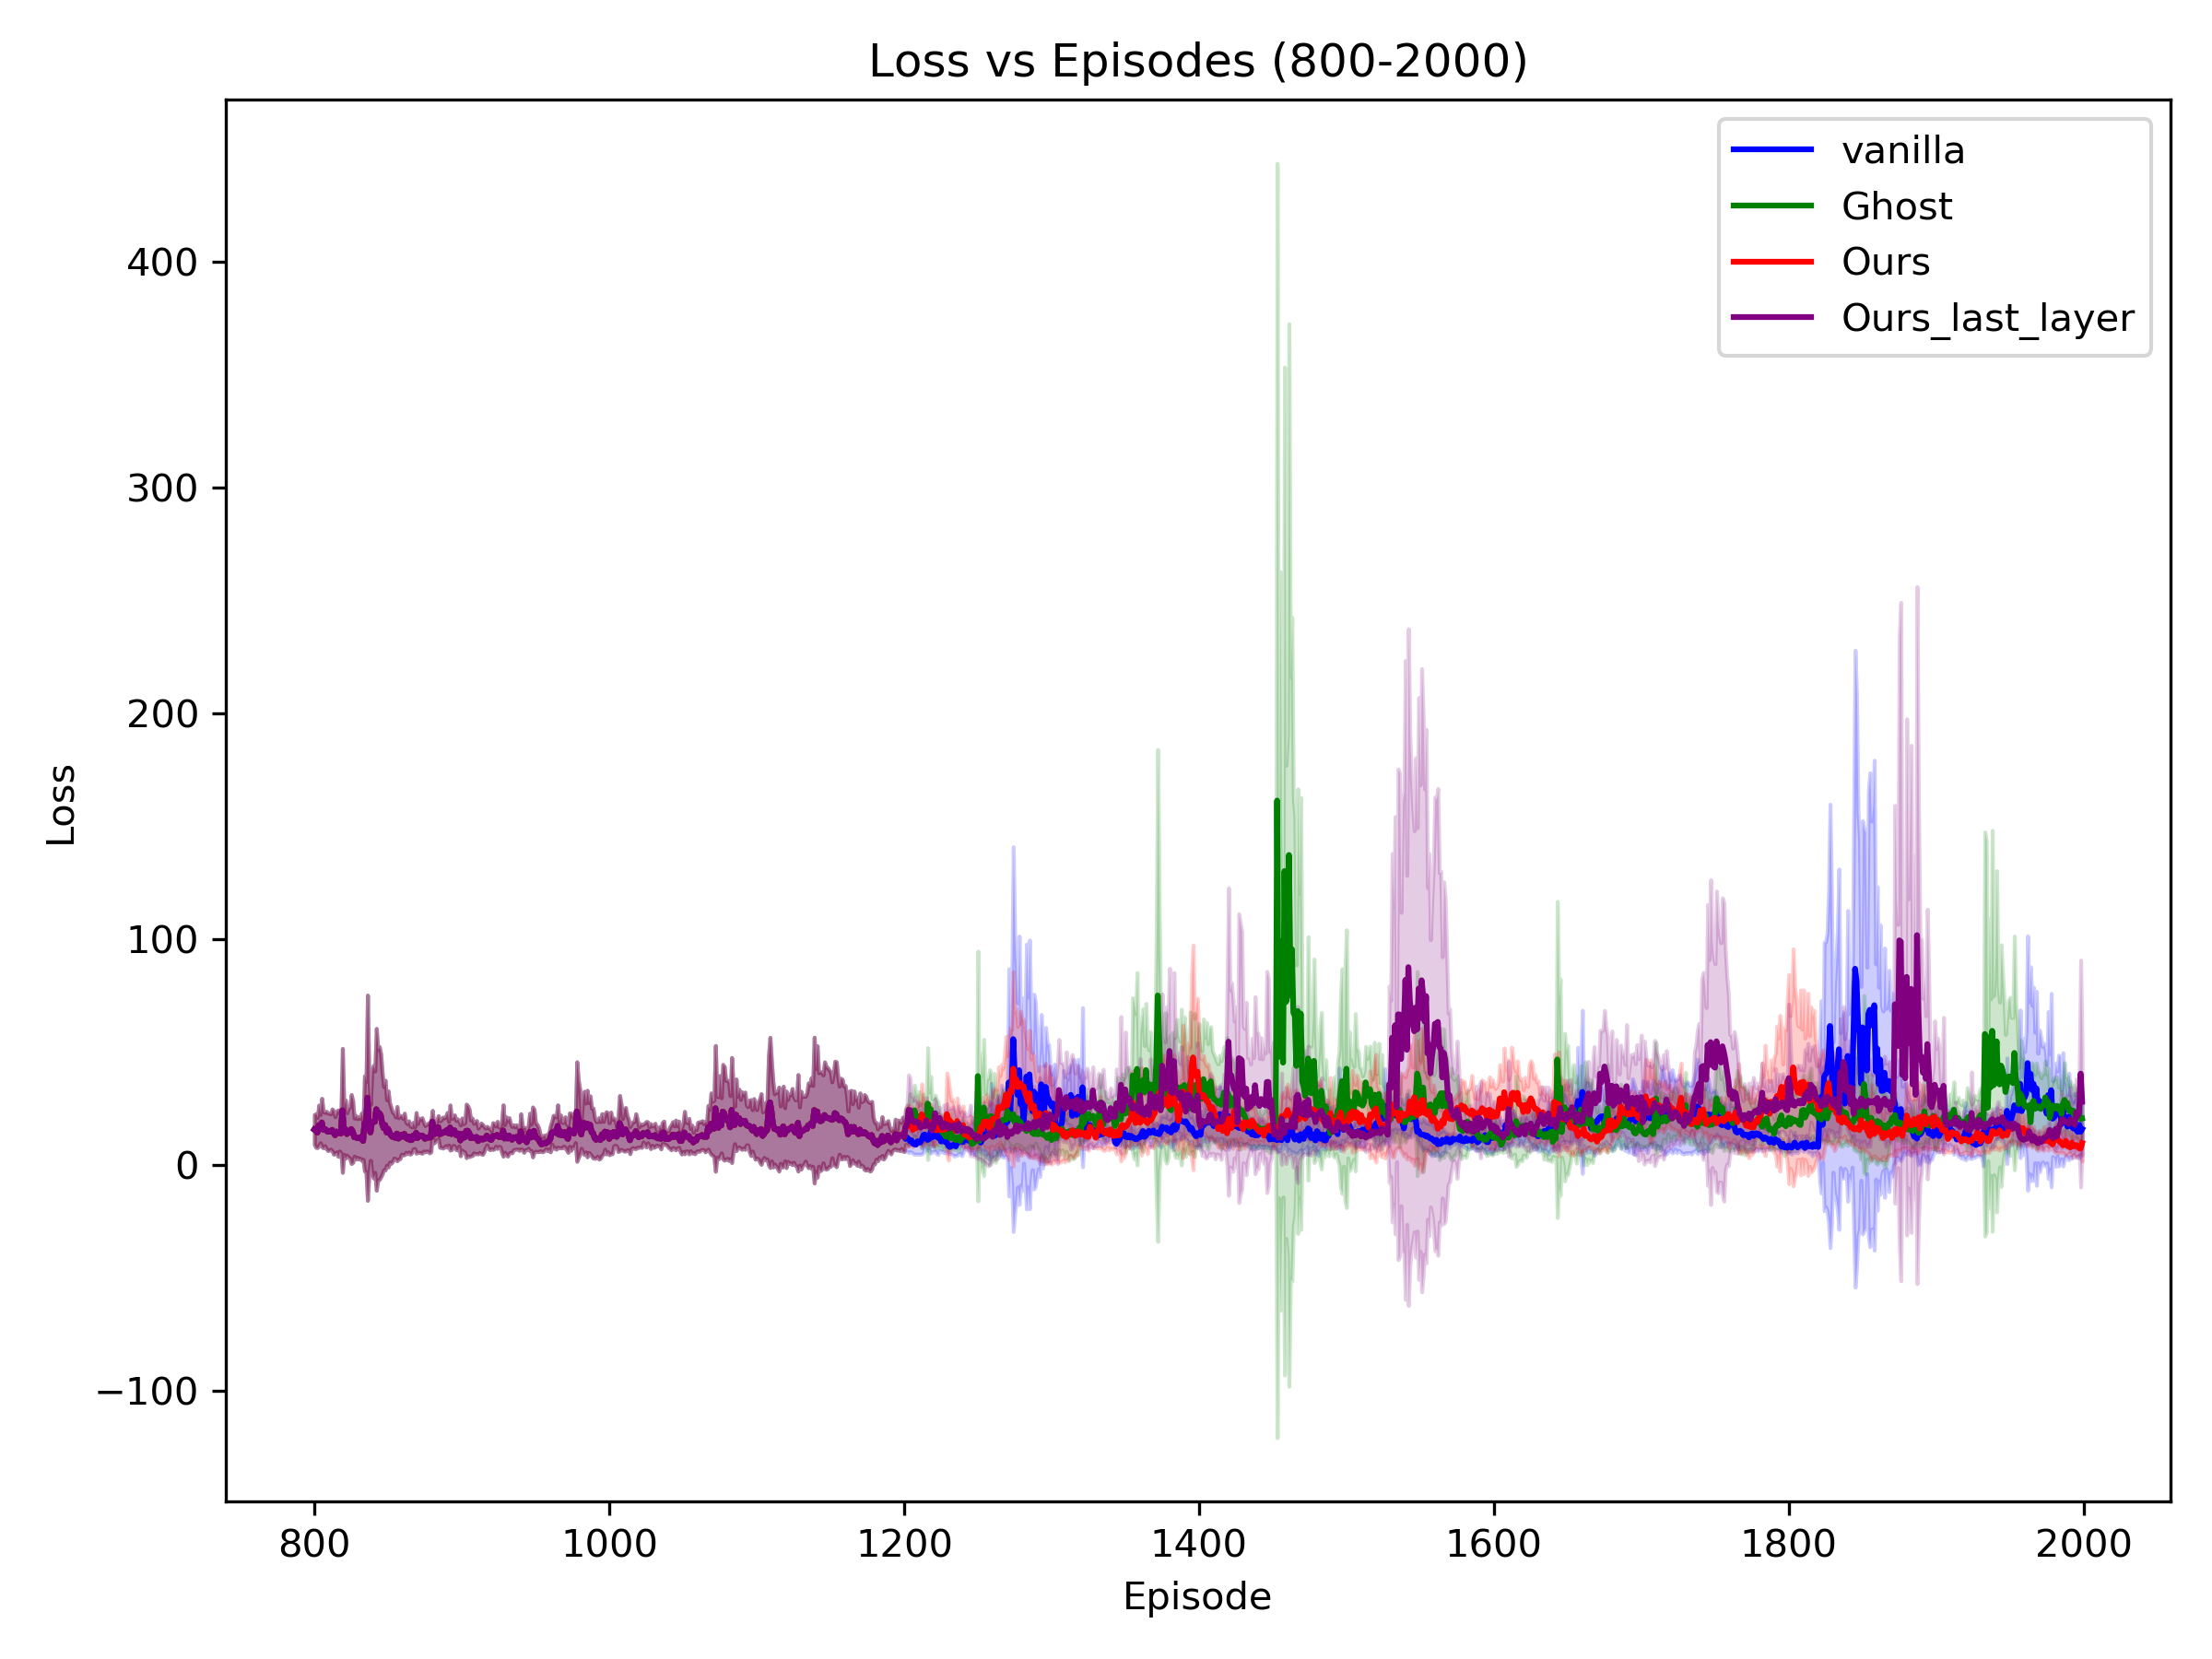 Loss vs Episodes (800-2000)
vanilla
Ghost
Ours
Ours_last_layer
400
300
200
100
0
−100
Loss
800 1000 1200 1400 1600 1800 2000
Episode